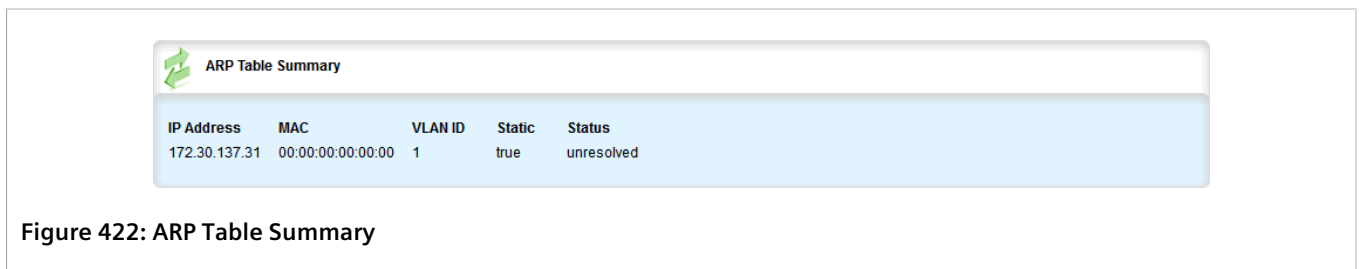 ARP Table Summary
IP Address MAC VLAN ID Static Status
172.30.137.31 00:00:00:00:00:00 1 true unresolved
Figure 422: ARP Table Summary